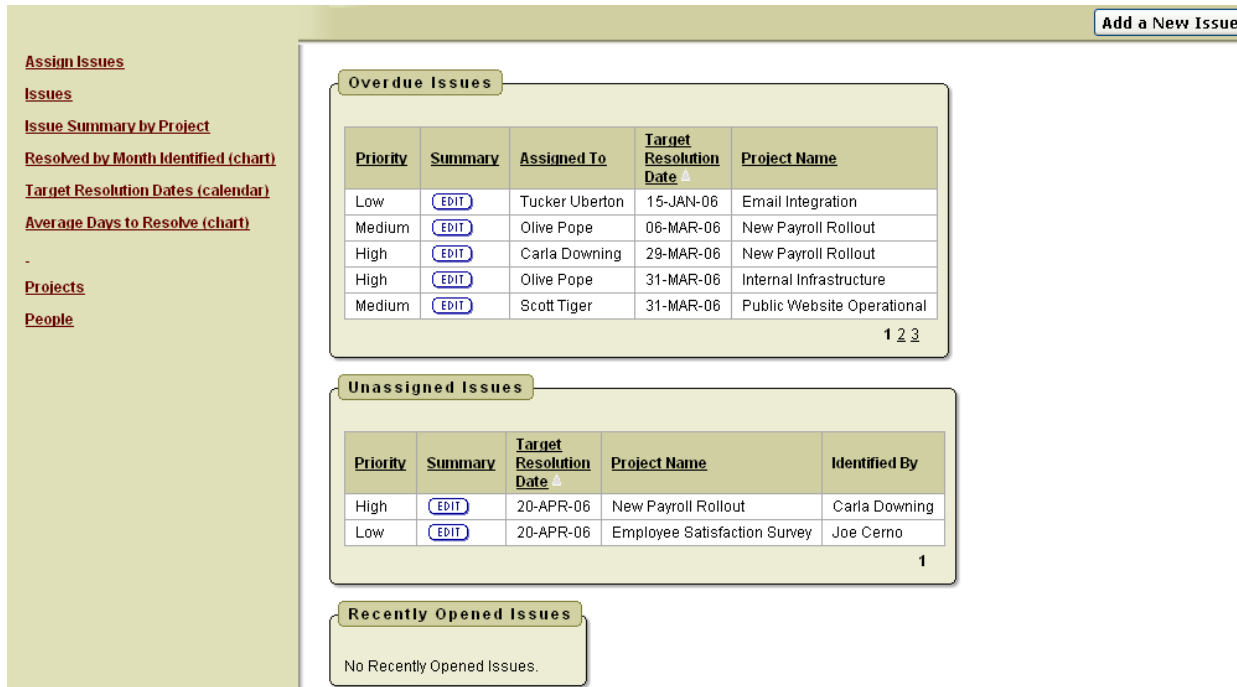 Add a New Issue
Assign Issues
Issues
Issue Summary by Project
Resolved by Month Identified (chart)
Target Resolution Dates (calendar)
Average Days to Resolve (chart)
-
Projects
People
Overdue Issues
Priority Summary Assigned To Target Resolution Date Project Name
Low EDIT Tucker Uberton 15-JAN-06 Email Integration
Medium EDIT Olive Pope 06-MAR-06 New Payroll Rollout
High EDIT Carla Downing 29-MAR-06 New Payroll Rollout
High EDIT Olive Pope 31-MAR-06 Internal Infrastructure
Medium EDIT Scott Tiger 31-MAR-06 Public Website Operational
1 2 3
Unassigned Issues
Priority Summary Target Resolution Date Project Name Identified By
High EDIT 20-APR-06 New Payroll Rollout Carla Downing
Low EDIT 20-APR-06 Employee Satisfaction Survey Joe Cerno
1
Recently Opened Issues
No Recently Opened Issues.